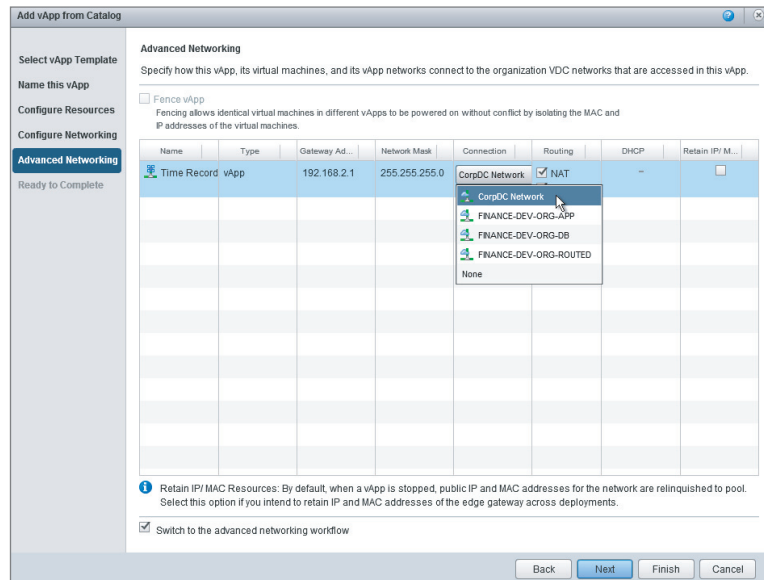 Add vApp from Catalog
Select vApp Template
Name this vApp
Configure Resources
Configure Networking
Advanced Networking
Ready to Complete
Advanced Networking
Specify how this vApp, its virtual machines, and its vApp networks connect to the organization VDC networks that are accessed in this vApp.
Fence vApp
Fencing allows identical virtual machines in different vApps to be powered on without conflict by isolating the MAC and
IP addresses of the virtual machines.
Name Type Gateway Ad... Network Mask Connection Routing DHCP Retain IP/ M...
Time Record vApp 192.168.2.1 255.255.255.0 CorpDC Network NAT –
CorpDC Network
FINANCE-DEV-ORG-APP
FINANCE-DEV-ORG-DB
FINANCE-DEV-ORG-ROUTED
None
Retain IP/ MAC Resources: By default, when a vApp is stopped, public IP and MAC addresses for the network are relinquished to pool.
Select this option if you intend to retain IP and MAC addresses of the edge gateway across deployments.
Switch to the advanced networking workflow
Back Next Finish Cancel